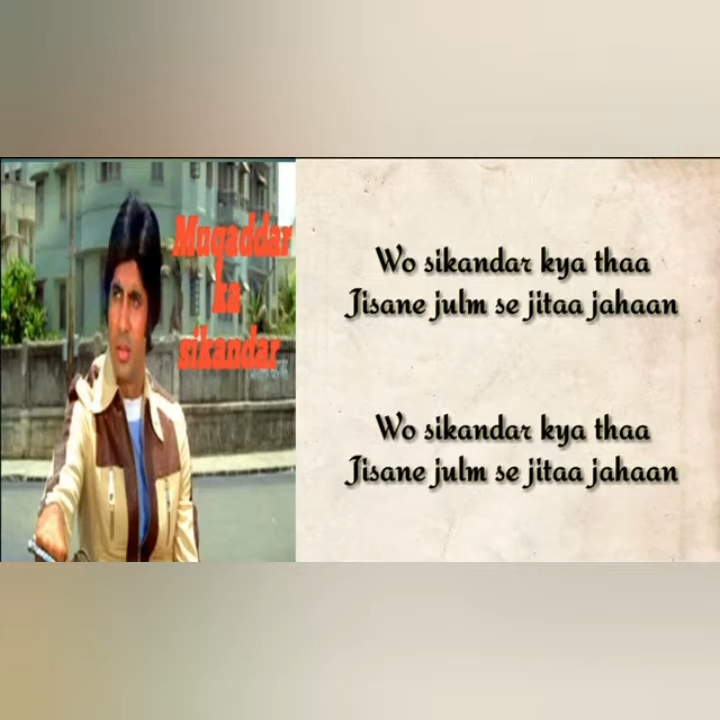 Muqaddar
ka
sikandar
Wo sikandar kya thaa
Jisane julm se jitaa jahaan
Wo sikandar kya thaa
Jisane julm se jitaa jahaan